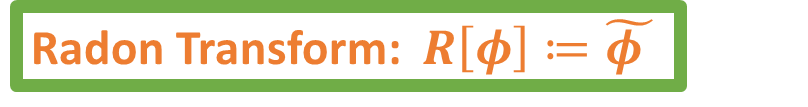 Radon Transform: R[ϕ] ≔ ϕ̃